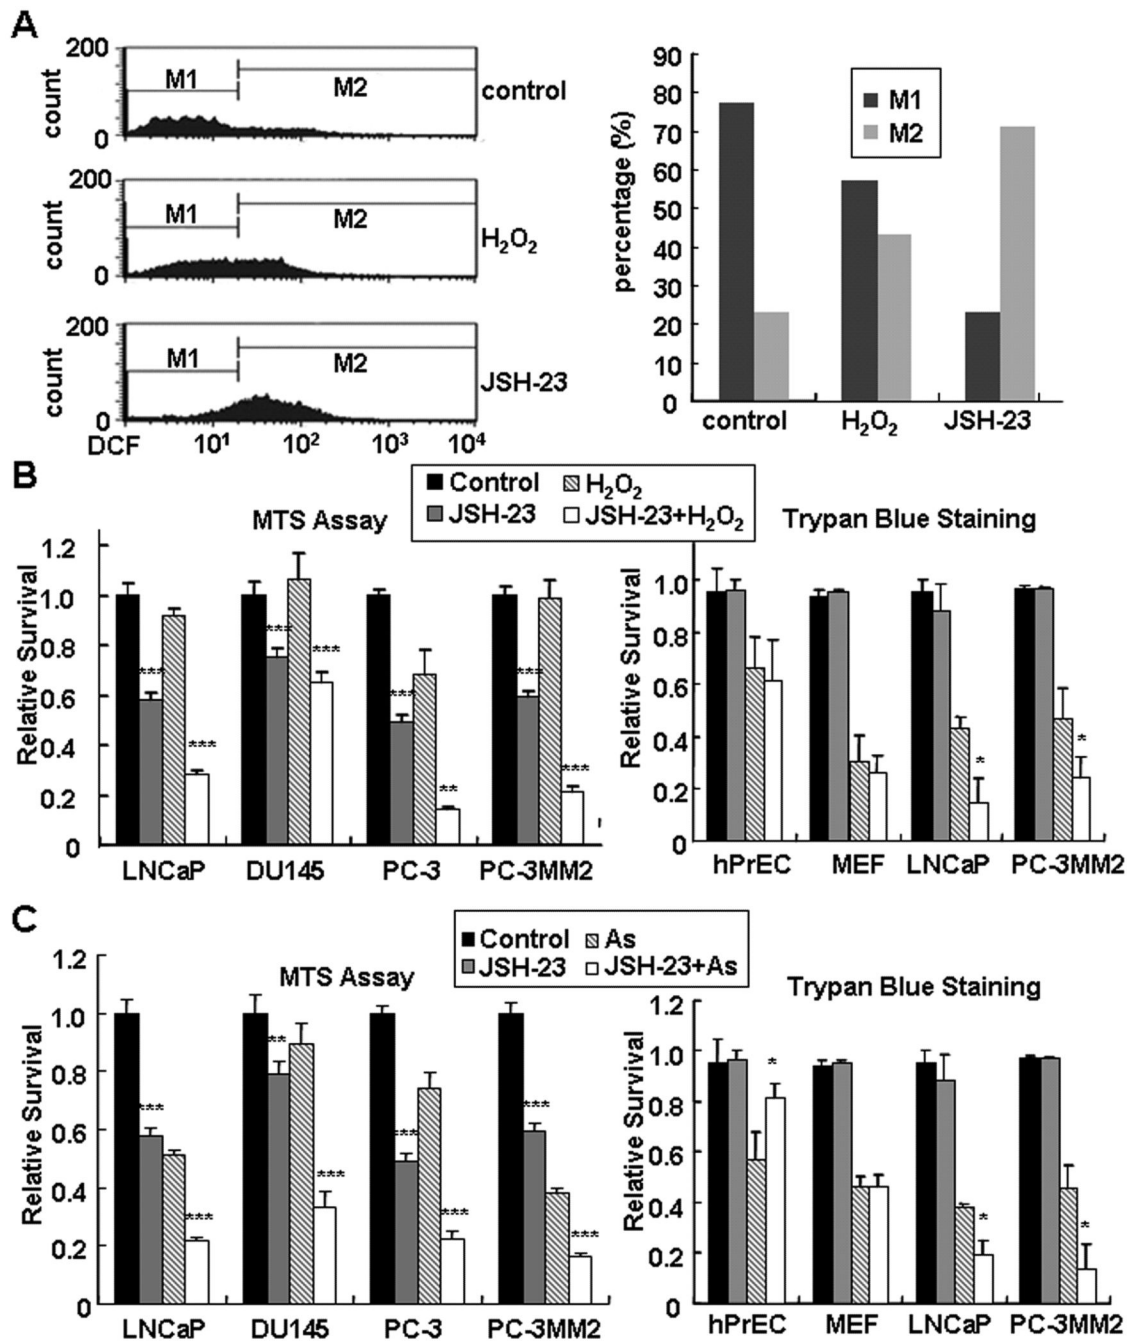 A
200
count
0
M1
M2
control
200
count
0
M1
M2
H₂O₂
200
count
0
M1
M2
JSH-23
DCF 10¹ 10² 10³ 10⁴
90
80
70
60
50
40
30
20
10
0
percentage (%)
M1
M2
control H₂O₂ JSH-23
B
Control H₂O₂
JSH-23 JSH-23+H₂O₂
MTS Assay
1.2
1.0
0.8
0.6
0.4
0.2
0
Relative Survival
*** *** *** *** *** ** *** ***
LNCaP DU145 PC-3 PC-3MM2
Trypan Blue Staining
1.0
0.8
0.6
0.4
0.2
0
Relative Survival
* *
hPrEC MEF LNCaP PC-3MM2
C
Control As
JSH-23 JSH-23+As
MTS Assay
1.2
1.0
0.8
0.6
0.4
0.2
0
Relative Survival
*** *** ** *** *** *** *** ***
LNCaP DU145 PC-3 PC-3MM2
Trypan Blue Staining
1.2
1.0
0.8
0.6
0.4
0.2
0
Relative Survival
* * *
hPrEC MEF LNCaP PC-3MM2